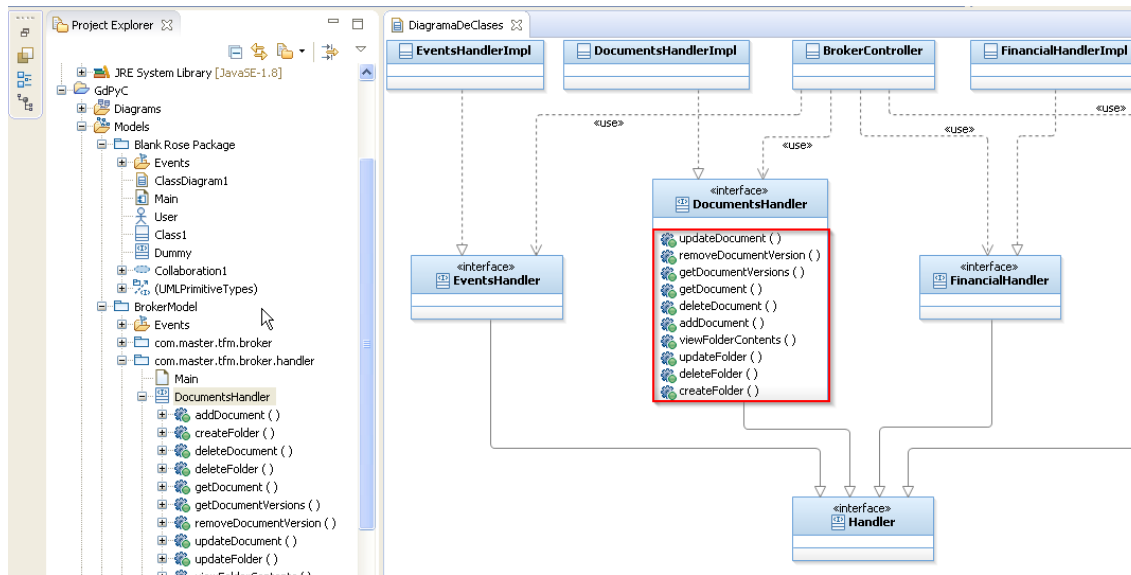 Project Explorer
JRE System Library [JavaSE-1.8]
GdPyC
Diagrams
Models
Blank Rose Package
Events
ClassDiagram1
Main
User
Class1
Dummy
Collaboration1
(UMLPrimitiveTypes)
BrokerModel
Events
com.master.tfm.broker
com.master.tfm.broker.handler
Main
DocumentsHandler
addDocument ( )
createFolder ( )
deleteDocument ( )
deleteFolder ( )
getDocument ( )
getDocumentVersions ( )
removeDocumentVersion ( )
updateDocument ( )
updateFolder ( )
DiagramaDeClases
EventsHandlerImpl
DocumentsHandlerImpl
BrokerController
FinancialHandlerImpl
«use»
«use»
«use»
«use»
«interface»
DocumentsHandler
updateDocument ( )
removeDocumentVersion ( )
getDocumentVersions ( )
getDocument ( )
deleteDocument ( )
addDocument ( )
viewFolderContents ( )
updateFolder ( )
deleteFolder ( )
createFolder ( )
«interface»
EventsHandler
«interface»
FinancialHandler
«interface»
Handler